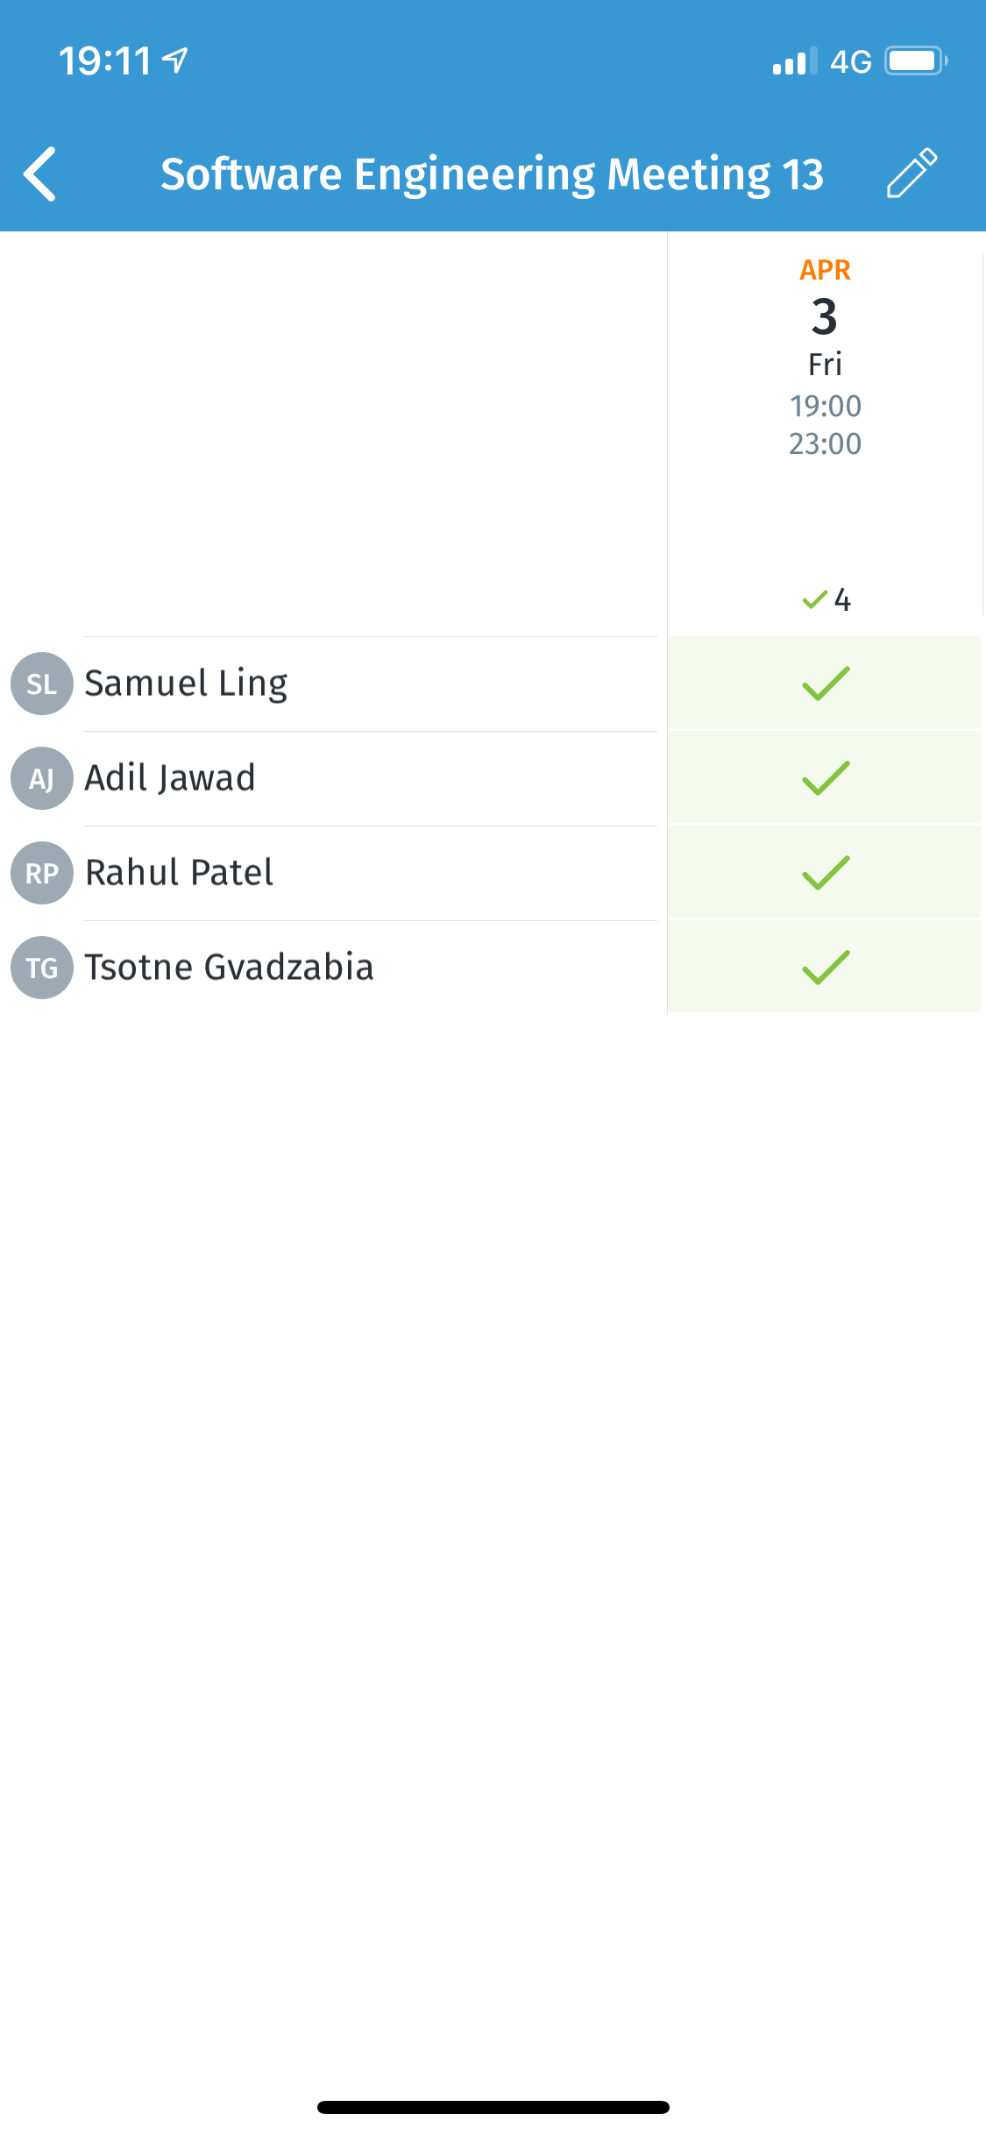 19:11
4G
Software Engineering Meeting 13
APR
3
Fri
19:00
23:00
4
SL Samuel Ling
AJ Adil Jawad
RP Rahul Patel
TG Tsotne Gvadzabia